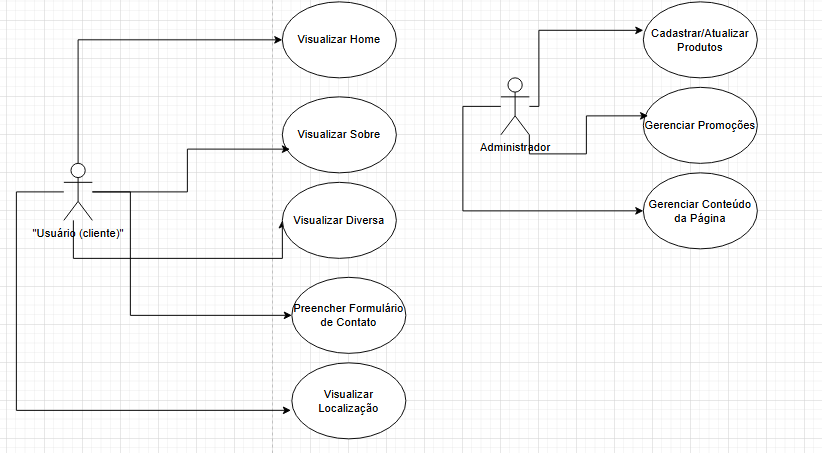 Visualizar Home
Visualizar Sobre
"Usuário (cliente)"
Visualizar Diversa
Preencher Formulário
de Contato
Visualizar
Localização
Cadastrar/Atualizar
Produtos
Administrador
Gerenciar Promoções
Gerenciar Conteúdo
da Página